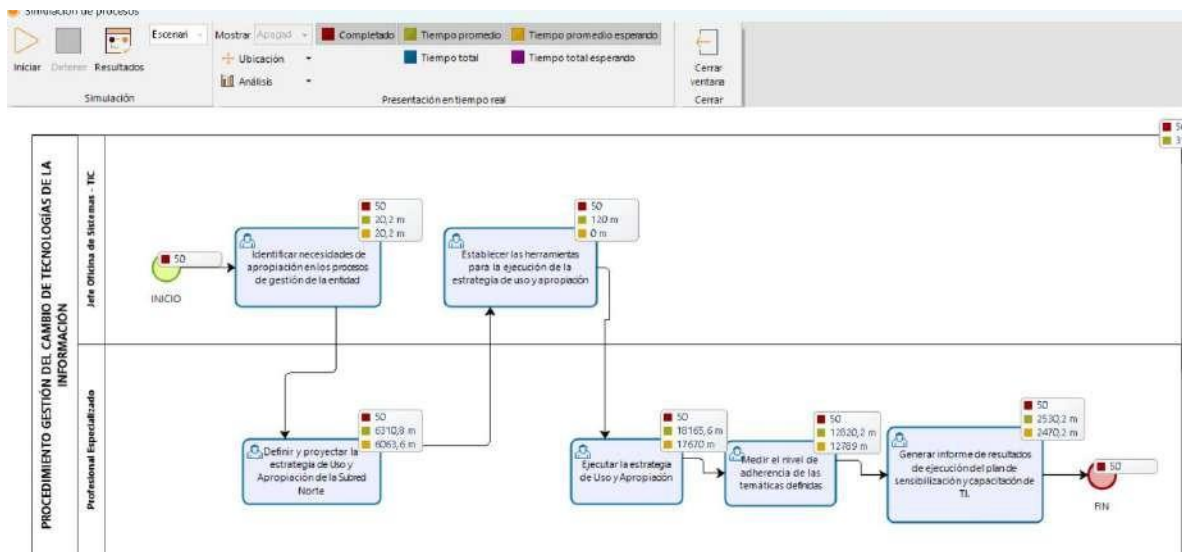 Simulación de procesos
Iniciar
Detener
Resultados
Escenari
Simulación
Mostrar
Apagad
Completado
Tiempo promedio
Tiempo promedio esperando
Ubicación
Tiempo total
Tiempo total esperando
Análisis
Presentación en tiempo real
Cerrar
ventana
Cerrar
PROCEDIMIENTO GESTIÓN DEL CAMBIO DE TECNOLOGÍAS DE LA
INFORMACIÓN
Jefe Oficina de Sistemas - TIC
50
INICIO
50
20,2 m
20,2 m
Identificar necesidades de
apropiación en los procesos
de gestión de la entidad
50
120 m
0 m
Establecer las herramientas
para la ejecución de la
estrategia de uso y apropiación
Profesional Especializado
50
6310,8 m
6063,6 m
Definir y proyectar la
estrategia de Uso y
Apropiación de la Subred
Norte
50
18165,6 m
17670 m
Ejecutar la estrategia
de Uso y Apropiación
50
12820,2 m
12789 m
Medir el nivel de
adherencia de las
temáticas definidas
50
2530,2 m
2470,2 m
Generar informe de resultados
de ejecución del plan de
sensibilización y capacitación de
TI.
50
FIN